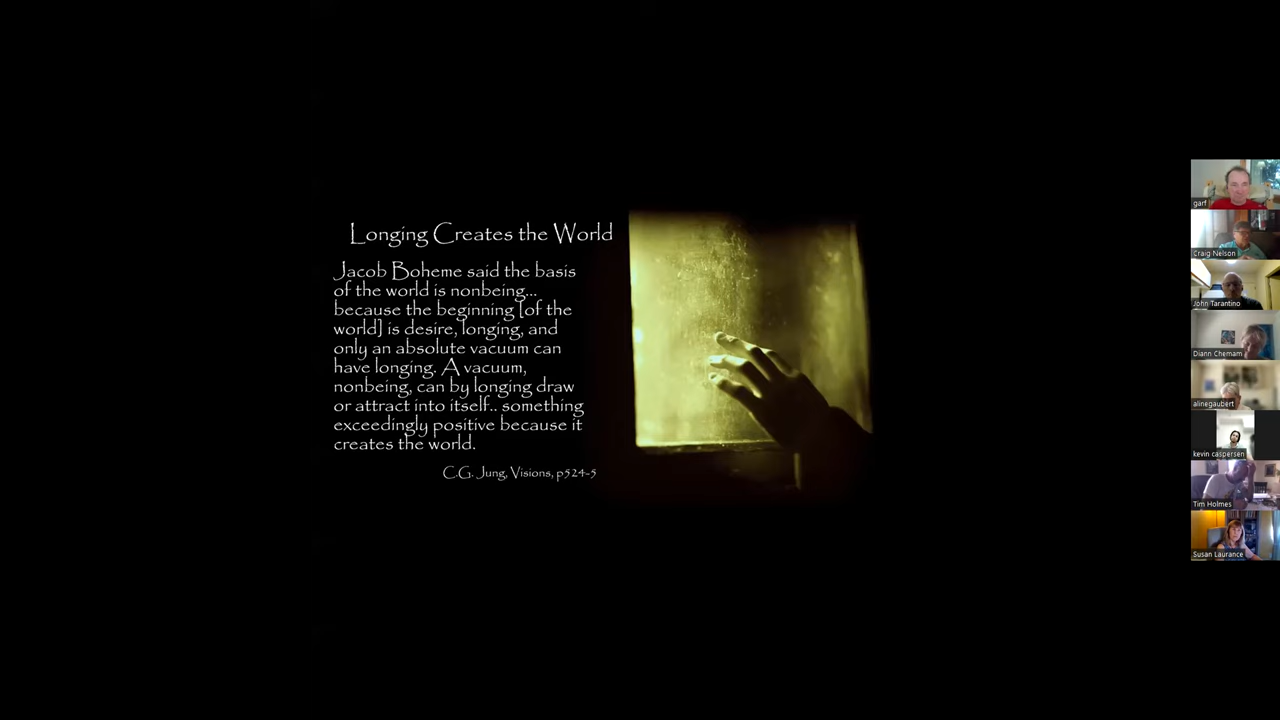 Longing Creates the World
Jacob Boheme said the basis
of the world is nonbeing...
because the beginning [of the
world] is desire, longing, and
only an absolute vacuum can
have longing. A vacuum,
nonbeing, can by longing draw
or attract into itself.. something
exceedingly positive because it
creates the world.
C.G. Jung, Visions, p524-5
garf
Craig Nelson
John Tarantino
Diann Chemam
alinegaubert
kevin caspersen
Tim Holmes
Susan Laurance